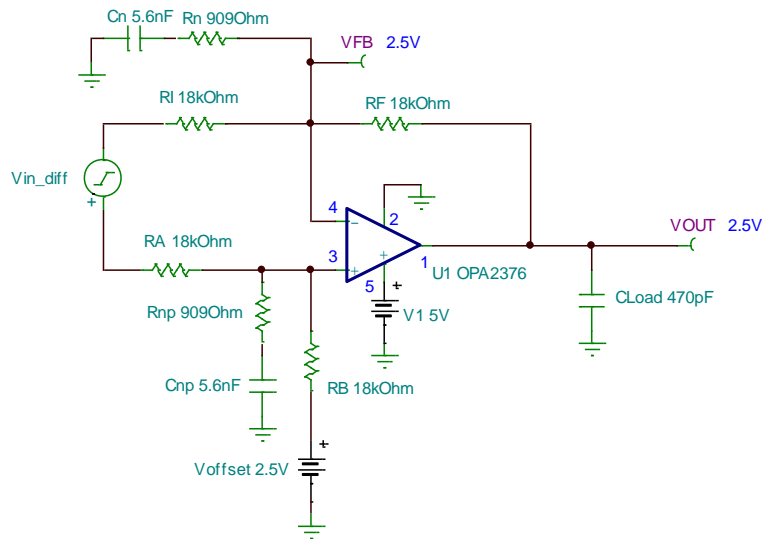 Cn 5.6nF Rn 909Ohm
VFB 2.5V
RI 18kOhm
RF 18kOhm
Vin_diff
+
4
-
2
VOUT 2.5V
RA 18kOhm
3
+
+
1
U1 OPA2376
5
+
V1 5V
CLoad 470pF
Rnp 909Ohm
Cnp 5.6nF
RB 18kOhm
+
Voffset 2.5V